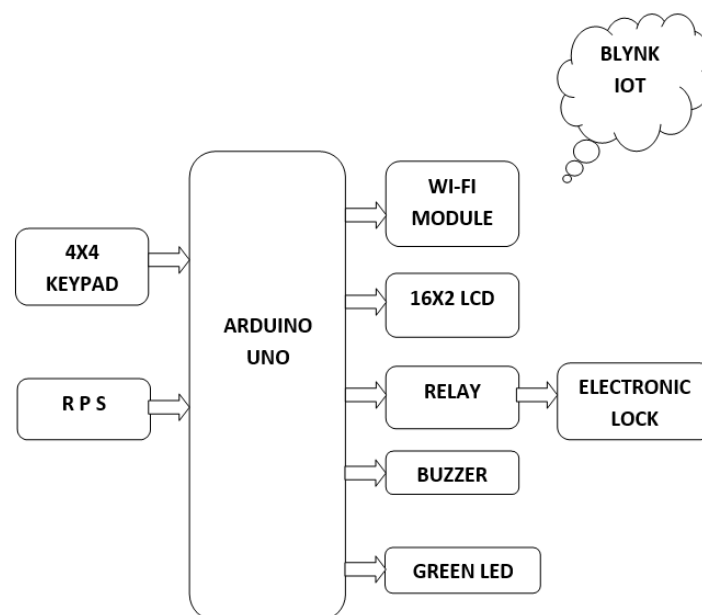 BLYNK
IOT
WI-FI
MODULE
4X4
KEYPAD
16X2 LCD
ARDUINO
UNO
R P S
RELAY
ELECTRONIC
LOCK
BUZZER
GREEN LED